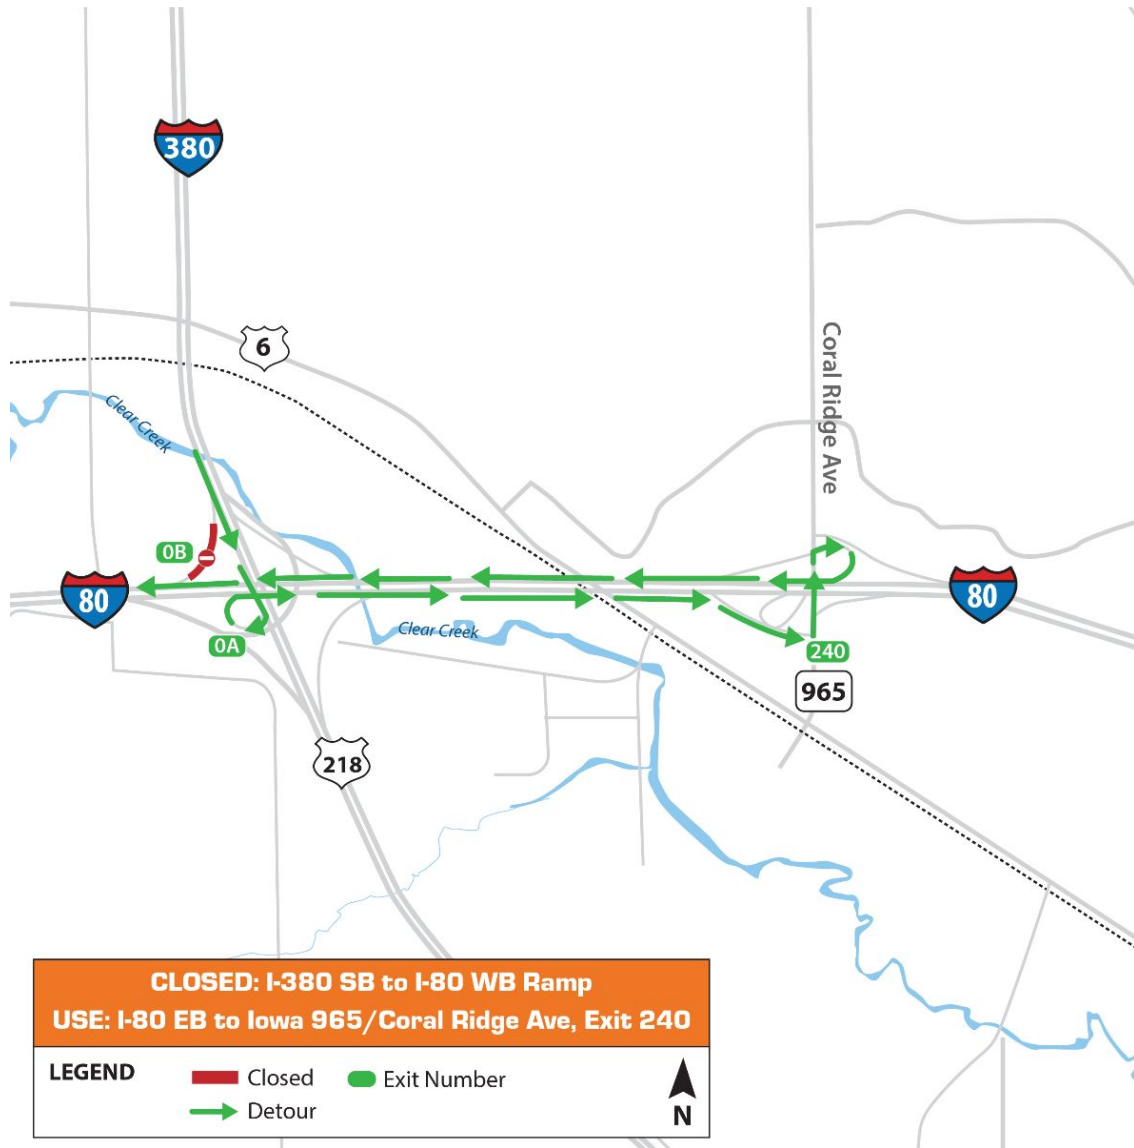 380
6
Coral Ridge Ave
Clear Creek
0B
80
80
0A
Clear Creek
240
965
218
CLOSED: I-380 SB to I-80 WB Ramp
USE: I-80 EB to Iowa 965/Coral Ridge Ave, Exit 240
LEGEND
Closed
Exit Number
Detour
N